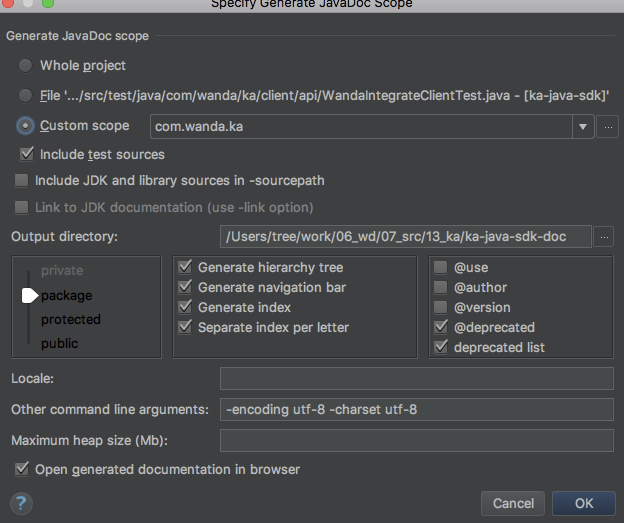 Specify Generate JavaDoc Scope
Generate JavaDoc scope
Whole project
File '.../src/test/java/com/wanda/ka/client/api/WandaIntegrateClientTest.java - [ka-java-sdk]'
Custom scope com.wanda.ka ...
Include test sources
Include JDK and library sources in -sourcepath
Link to JDK documentation (use -link option)
Output directory: /Users/tree/work/06_wd/07_src/13_ka/ka-java-sdk-doc ...
private
package
protected
public
Generate hierarchy tree
Generate navigation bar
Generate index
Separate index per letter
@use
@author
@version
@deprecated
deprecated list
Locale:
Other command line arguments: -encoding utf-8 -charset utf-8
Maximum heap size (Mb):
Open generated documentation in browser
? Cancel OK